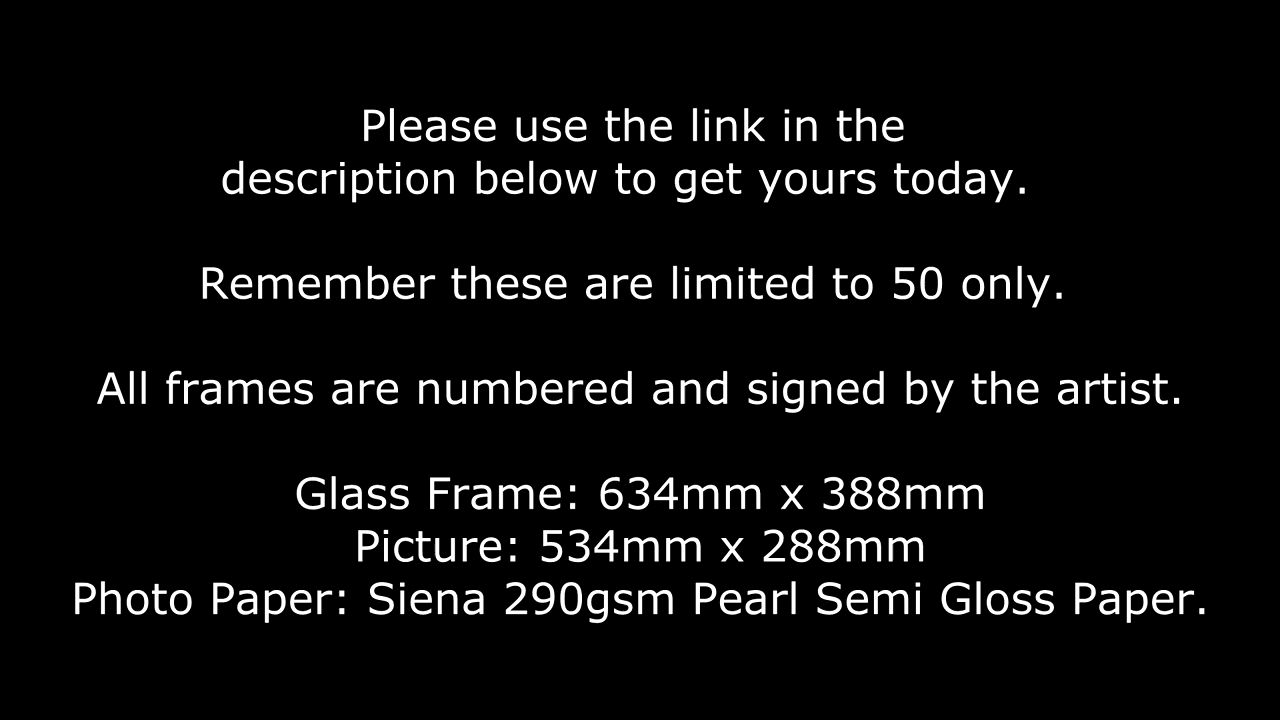 Please use the link in the
description below to get yours today.
Remember these are limited to 50 only.
All frames are numbered and signed by the artist.
Glass Frame: 634mm x 388mm
Picture: 534mm x 288mm
Photo Paper: Siena 290gsm Pearl Semi Gloss Paper.